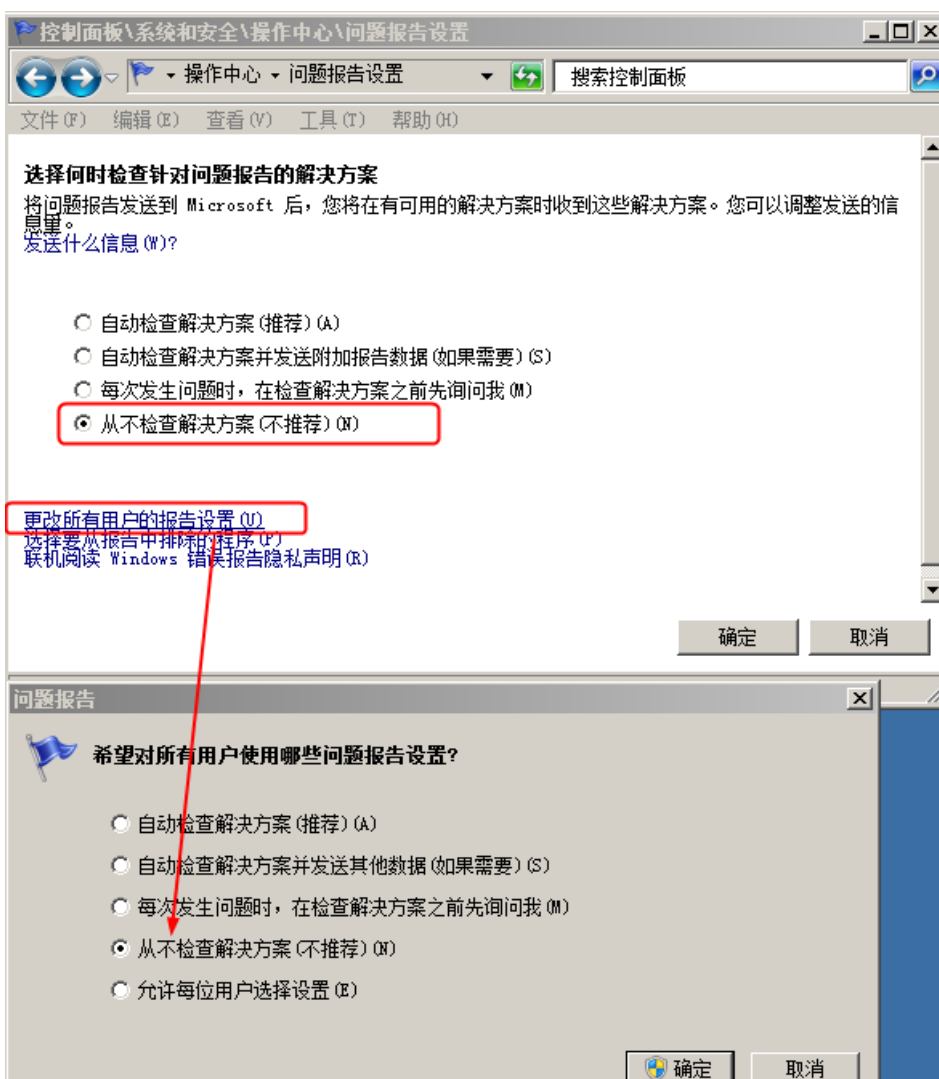 控制面板\系统和安全\操作中心\问题报告设置
操作中心 问题报告设置 搜索控制面板
文件(F) 编辑(E) 查看(V) 工具(T) 帮助(H)
选择何时检查针对问题报告的解决方案
将问题报告发送到 Microsoft 后，您将在有可用的解决方案时收到这些解决方案。您可以调整发送的信
息量。
发送什么信息(W)?
自动检查解决方案(推荐)(A)
自动检查解决方案并发送附加报告数据(如果需要)(S)
每次发生问题时，在检查解决方案之前先询问我(M)
从不检查解决方案(不推荐)(N)
更改所有用户的报告设置(U)
选择要从报告中排除的程序(P)
联机阅读 Windows 错误报告隐私声明(R)
确定 取消
问题报告
希望对所有用户使用哪些问题报告设置?
自动检查解决方案(推荐)(A)
自动检查解决方案并发送其他数据(如果需要)(S)
每次发生问题时，在检查解决方案之前先询问我(M)
从不检查解决方案(不推荐)(N)
允许每位用户选择设置(E)
确定 取消